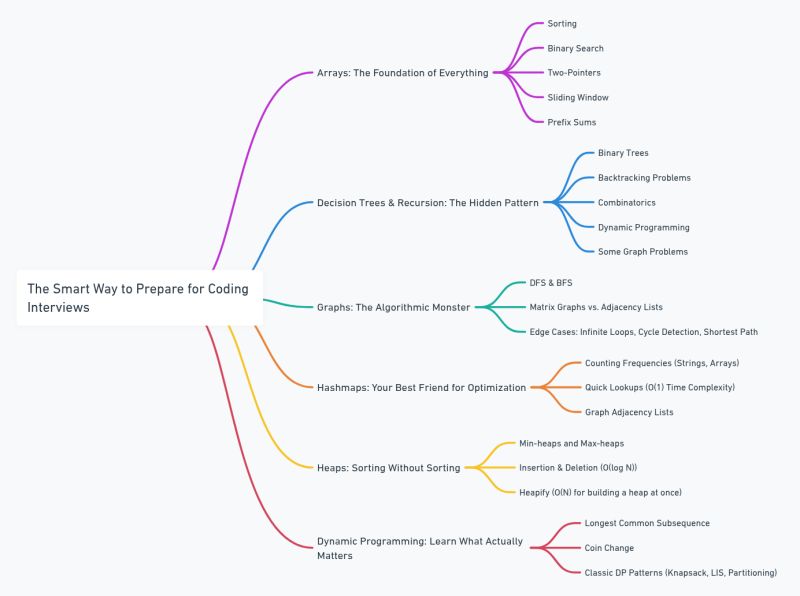 The Smart Way to Prepare for Coding
Interviews
Arrays: The Foundation of Everything
Sorting
Binary Search
Two-Pointers
Sliding Window
Prefix Sums
Decision Trees & Recursion: The Hidden Pattern
Binary Trees
Backtracking Problems
Combinatorics
Dynamic Programming
Some Graph Problems
Graphs: The Algorithmic Monster
DFS & BFS
Matrix Graphs vs. Adjacency Lists
Edge Cases: Infinite Loops, Cycle Detection, Shortest Path
Hashmaps: Your Best Friend for Optimization
Counting Frequencies (Strings, Arrays)
Quick Lookups (O(1) Time Complexity)
Graph Adjacency Lists
Heaps: Sorting Without Sorting
Min-heaps and Max-heaps
Insertion & Deletion (O(log N))
Heapify (O(N) for building a heap at once)
Dynamic Programming: Learn What Actually
Matters
Longest Common Subsequence
Coin Change
Classic DP Patterns (Knapsack, LIS, Partitioning)